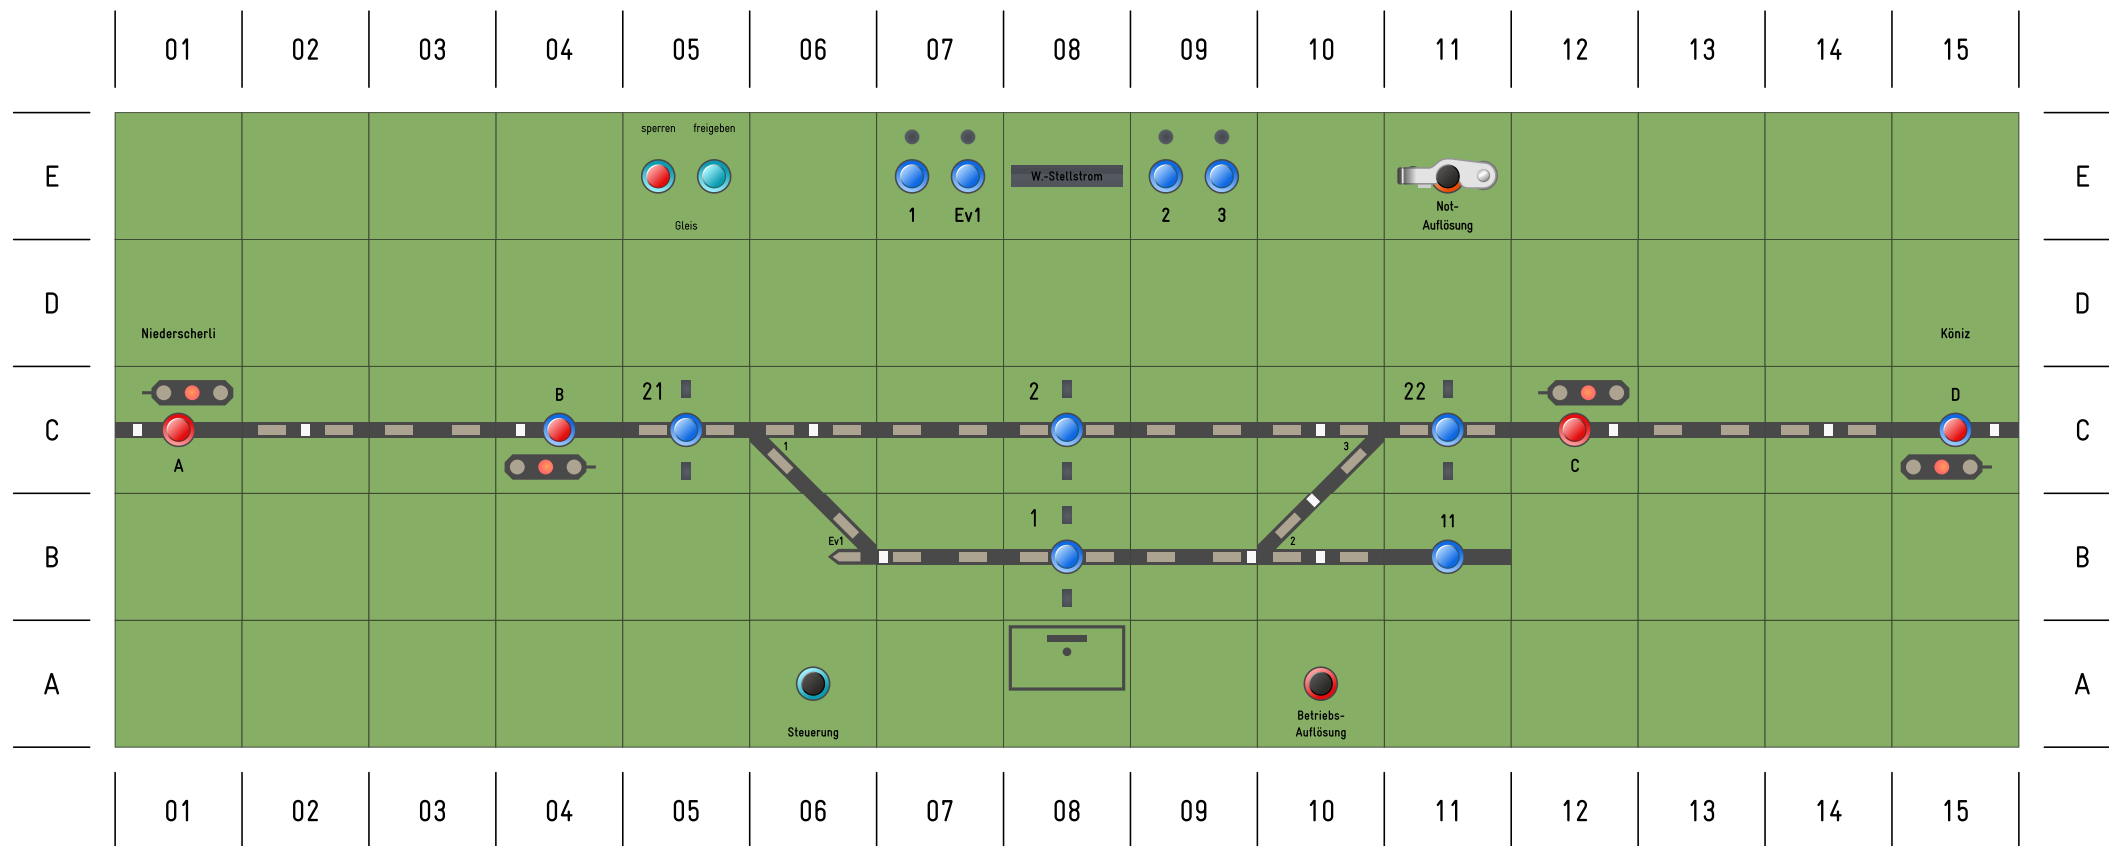 01 02 03 04 05 06 07 08 09 10 11 12 13 14 15
sperren freigeben
E W.-Stellstrom E
1 Ev1 2 3
Not-
Gleis Auflösung
D D
Niederscherli Köniz
B 21 2 22 D
C C
1 3
A C
1 11
Ev1 2
B B
A A
Betriebs-
Steuerung Auflösung
01 02 03 04 05 06 07 08 09 10 11 12 13 14 15